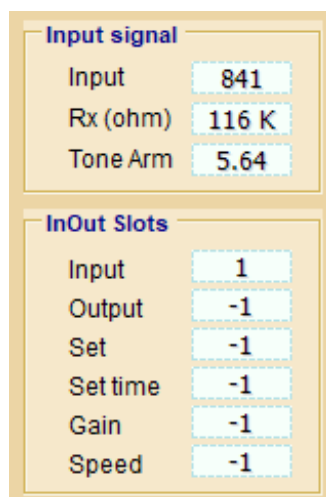 Input signal
Input 841
Rx (ohm) 116 K
Tone Arm 5.64
InOut Slots
Input 1
Output -1
Set -1
Set time -1
Gain -1
Speed -1